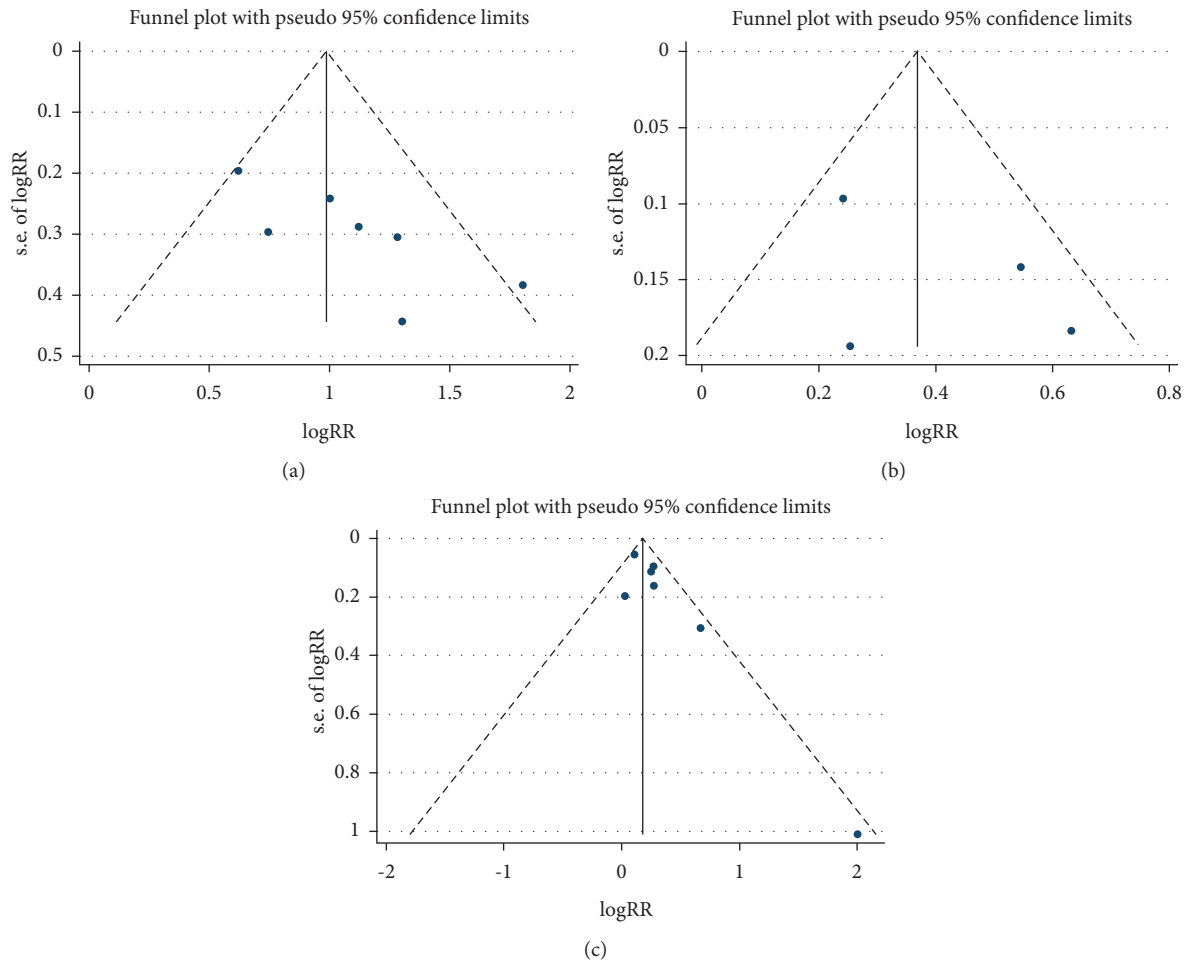 Funnel plot with pseudo 95% confidence limits
0
0.1
0.2
0.3
0.4
0.5
s.e. of logRR
0 0.5 1 1.5 2
logRR
(a)
Funnel plot with pseudo 95% confidence limits
0
0.05
0.1
0.15
0.2
s.e. of logRR
0 0.2 0.4 0.6 0.8
logRR
(b)
Funnel plot with pseudo 95% confidence limits
0
0.2
0.4
0.6
0.8
1
s.e. of logRR
-2 -1 0 1 2
logRR
(c)